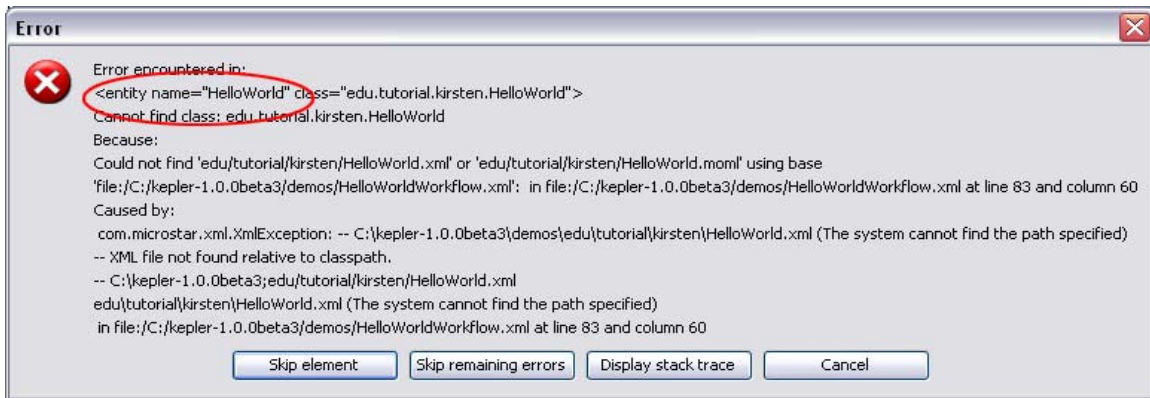 Error
Error encountered in:
<entity name="HelloWorld" class="edu.tutorial.kirsten.HelloWorld">
Cannot find class: edu.tutorial.kirsten.HelloWorld
Because:
Could not find 'edu/tutorial/kirsten/HelloWorld.xml' or 'edu/tutorial/kirsten/HelloWorld.moml' using base
'file:/C:/kepler-1.0.0beta3/demos/HelloWorldWorkflow.xml':  in file:/C:/kepler-1.0.0beta3/demos/HelloWorldWorkflow.xml at line 83 and column 60
Caused by:
com.microstar.xml.XmlException: -- C:\kepler-1.0.0beta3\demos\edu\tutorial\kirsten\HelloWorld.xml (The system cannot find the path specified)
-- XML file not found relative to classpath.
-- C:\kepler-1.0.0beta3;edu/tutorial/kirsten/HelloWorld.xml
edu\tutorial\kirsten\HelloWorld.xml (The system cannot find the path specified)
in file:/C:/kepler-1.0.0beta3/demos/HelloWorldWorkflow.xml at line 83 and column 60
Skip element Skip remaining errors Display stack trace Cancel